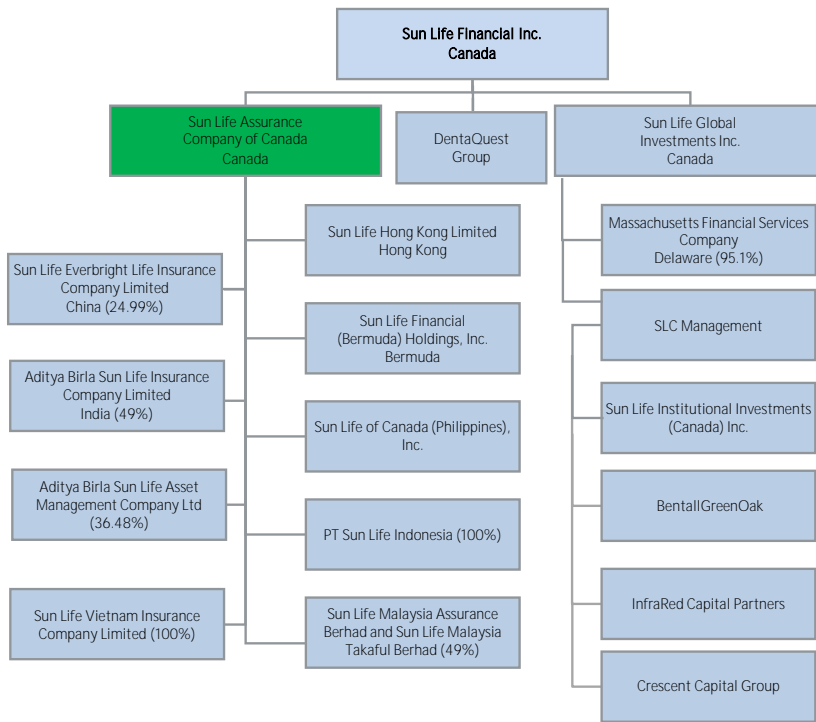 Sun Life Financial Inc.
Canada
Sun Life Assurance
Company of Canada
Canada
DentaQuest
Group
Sun Life Global
Investments Inc.
Canada
Sun Life Everbright Life Insurance
Company Limited
China (24.99%)
Aditya Birla Sun Life Insurance
Company Limited
India (49%)
Aditya Birla Sun Life Asset
Management Company Ltd
(36.48%)
Sun Life Vietnam Insurance
Company Limited (100%)
Sun Life Hong Kong Limited
Hong Kong
Sun Life Financial
(Bermuda) Holdings, Inc.
Bermuda
Sun Life of Canada (Philippines),
Inc.
PT Sun Life Indonesia (100%)
Sun Life Malaysia Assurance
Berhad and Sun Life Malaysia
Takaful Berhad (49%)
Massachusetts Financial Services
Company
Delaware (95.1%)
SLC Management
Sun Life Institutional Investments
(Canada) Inc.
BentallGreenOak
InfraRed Capital Partners
Crescent Capital Group